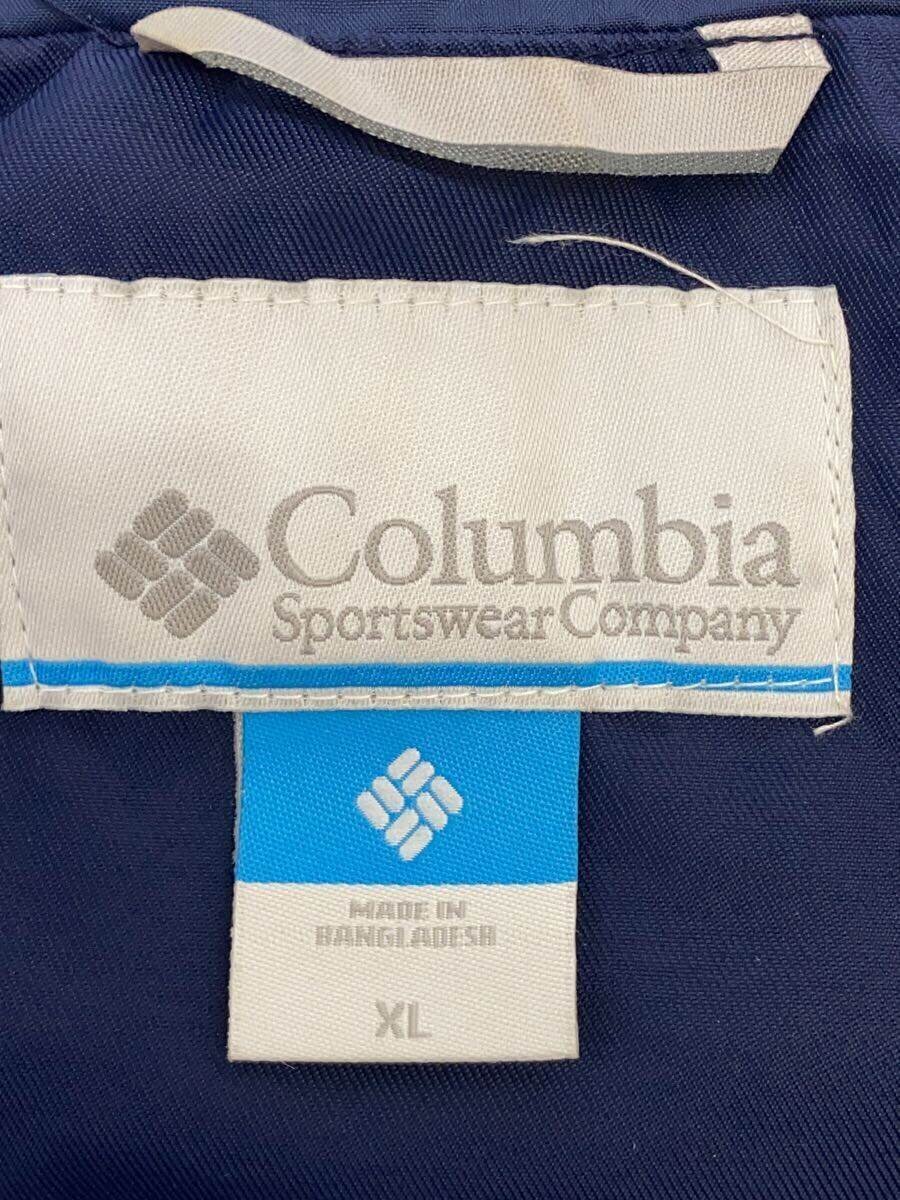 Columbia
Sportswear Company
MADE IN
BANGLADESH
XL